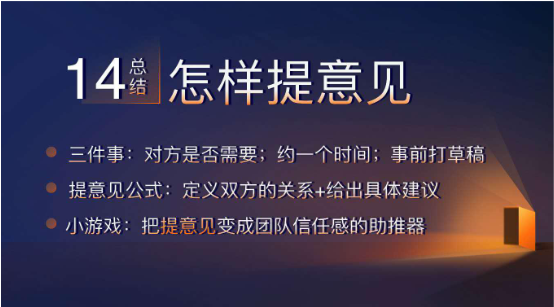 14 总结 怎样提意见
三件事：对方是否需要；约一个时间；事前打草稿
提意见公式：定义双方的关系+给出具体建议
小游戏：把提意见变成团队信任感的助推器